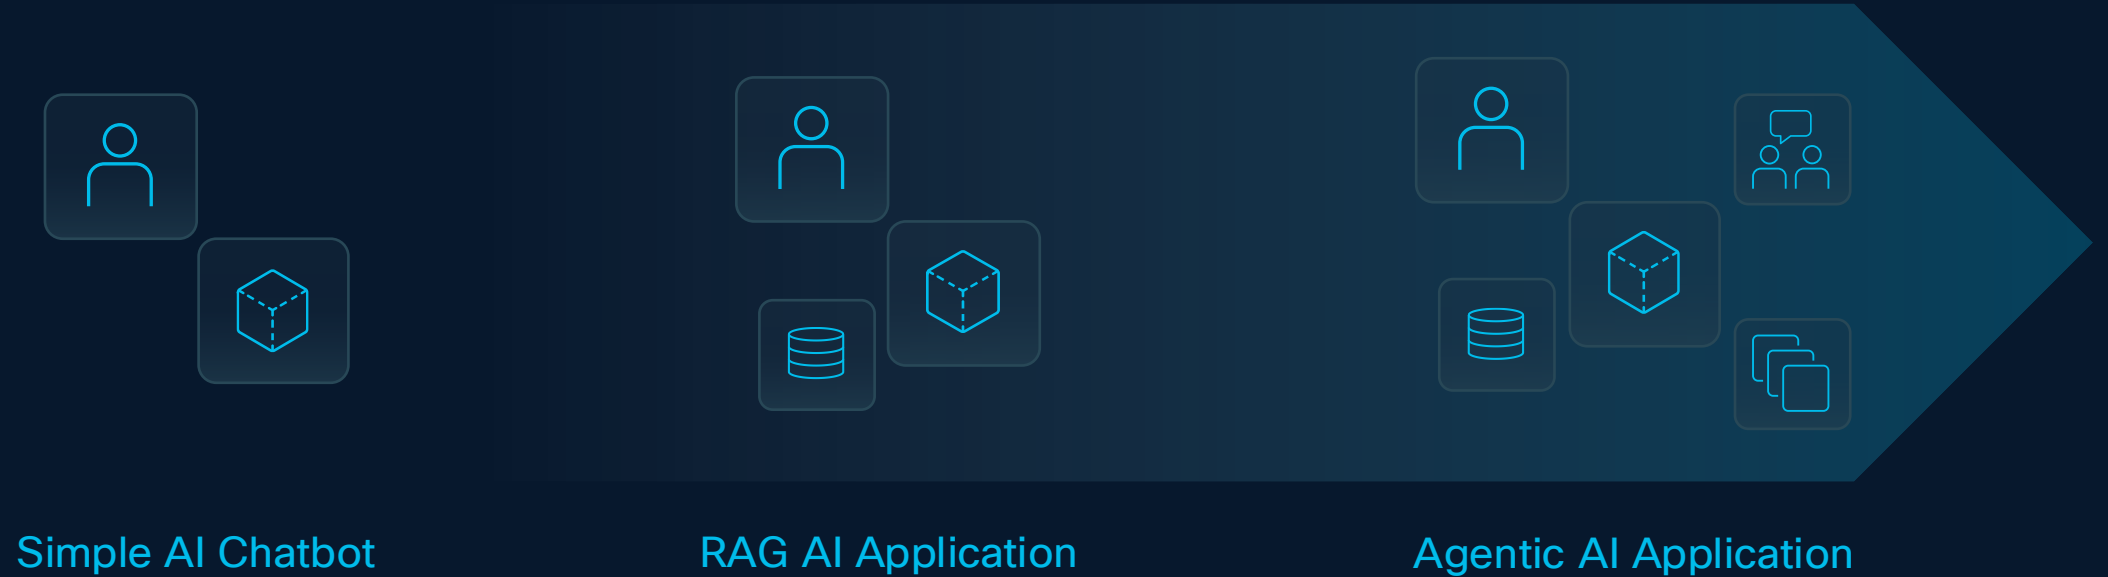 Simple AI Chatbot
RAG AI Application
Agentic AI Application